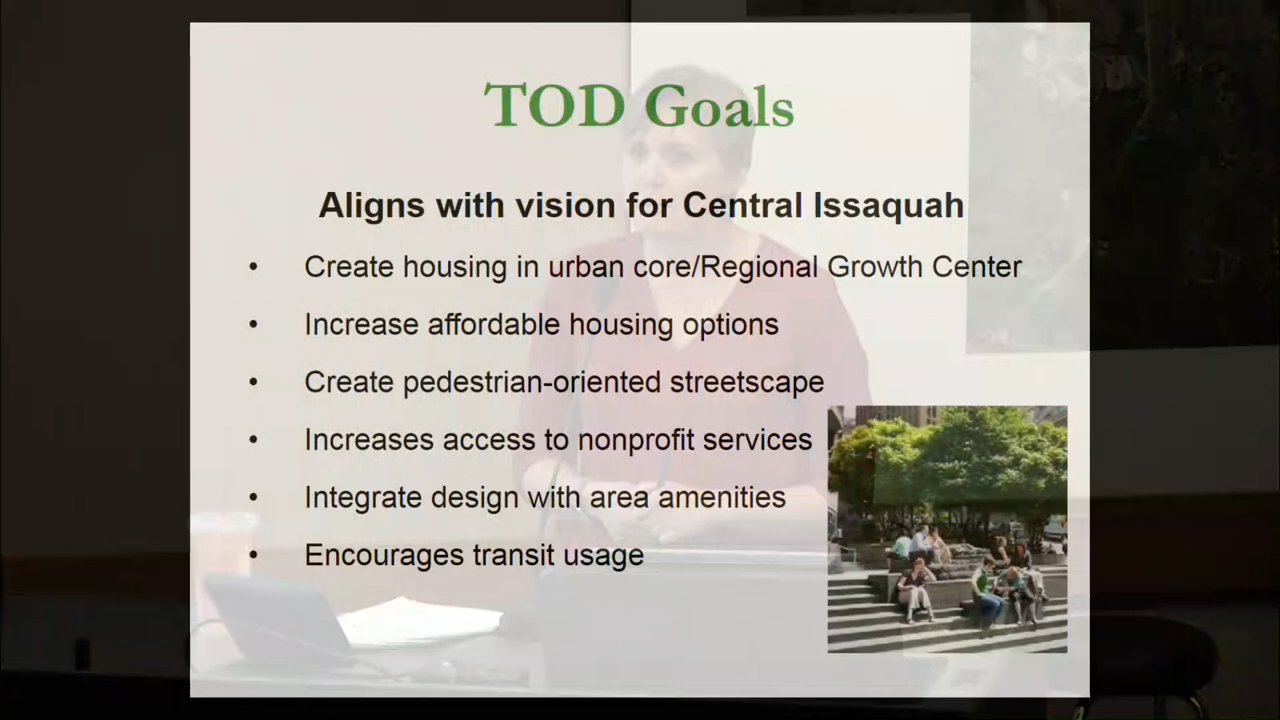 TOD Goals
Aligns with vision for Central Issaquah
• Create housing in urban core/Regional Growth Center
• Increase affordable housing options
• Create pedestrian-oriented streetscape
• Increases access to nonprofit services
• Integrate design with area amenities
• Encourages transit usage